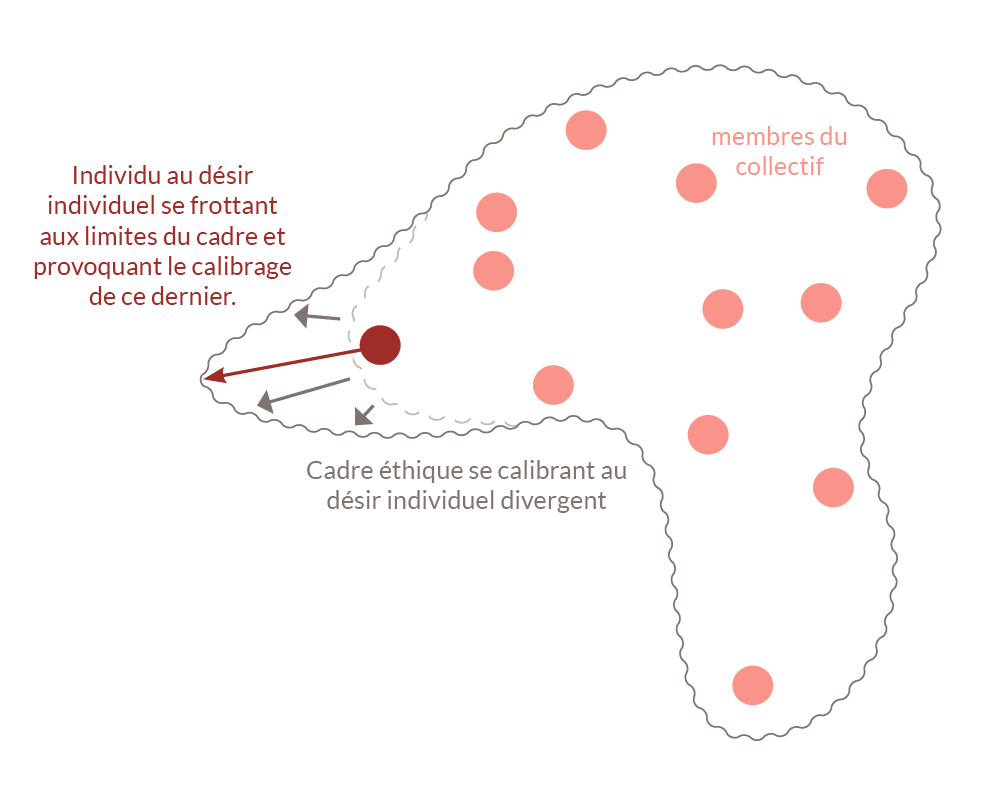 membres du
collectif
Individu au désir
individuel se frottant
aux limites du cadre et
provoquant le calibrage
de ce dernier.
Cadre éthique se calibrant au
désir individuel divergent